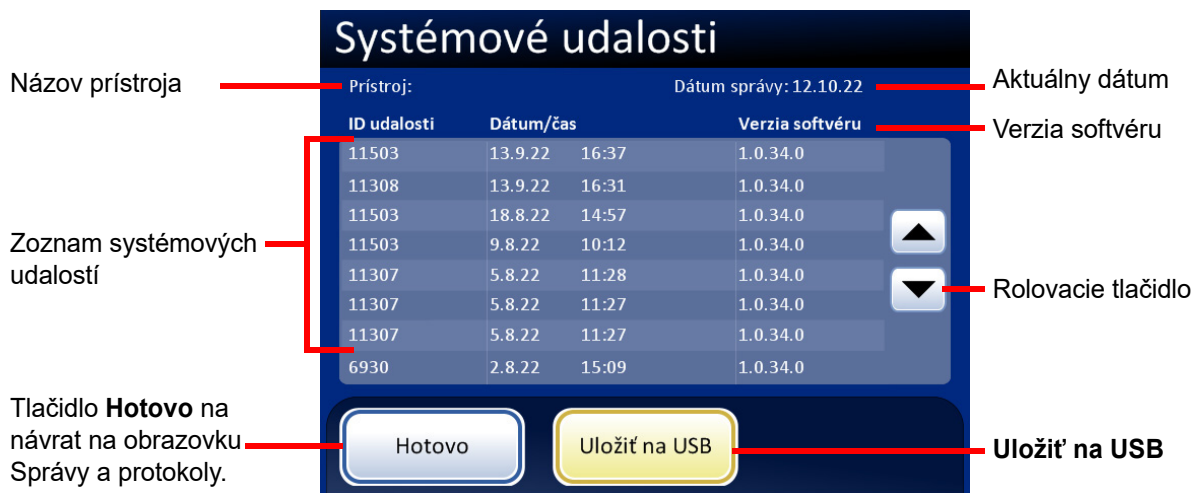 Systémové udalosti
Názov prístroja
Prístroj:
Dátum správy: 12.10.22
Aktuálny dátum
ID udalosti Dátum/čas Verzia softvéru
Verzia softvéru
11503 13.9.22 16:37 1.0.34.0
11308 13.9.22 16:31 1.0.34.0
11503 18.8.22 14:57 1.0.34.0
11503 9.8.22 10:12 1.0.34.0
11307 5.8.22 11:28 1.0.34.0
11307 5.8.22 11:27 1.0.34.0
11307 5.8.22 11:27 1.0.34.0
6930 2.8.22 15:09 1.0.34.0
Zoznam systémových
udalostí
Rolovacie tlačidlo
Tlačidlo Hotovo na
návrat na obrazovku
Správy a protokoly.
Hotovo
Uložiť na USB
Uložiť na USB